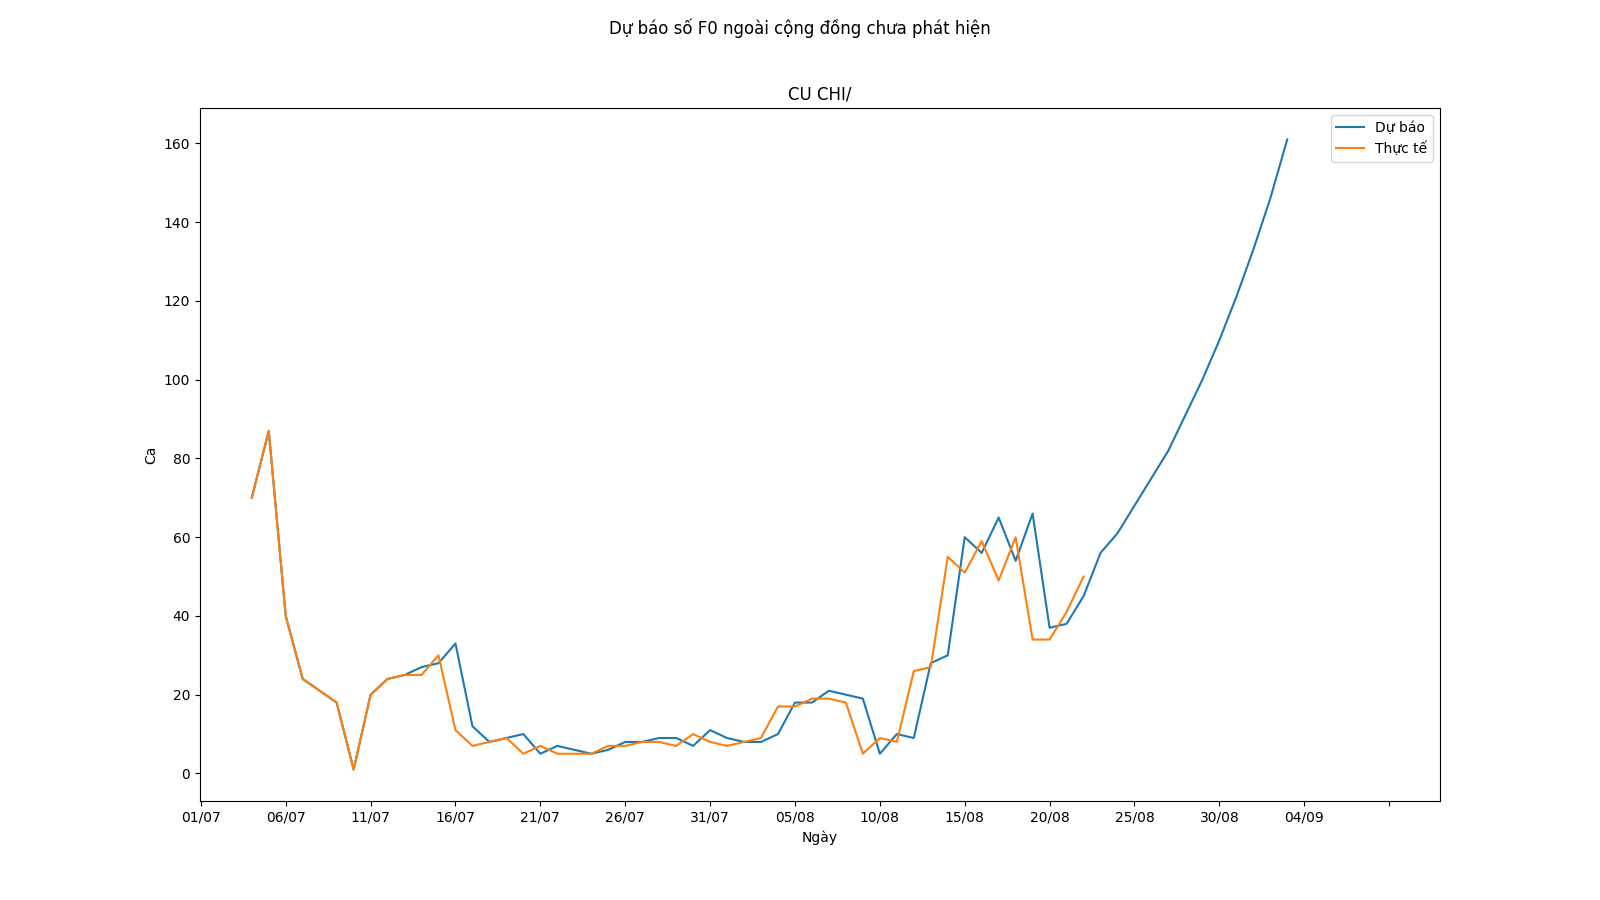 Dự báo số F0 ngoài cộng đồng chưa phát hiện
CU CHI/
Dự báo
Thực tế
160
140
120
100
80
60
40
20
0
Ca
01/07 06/07 11/07 16/07 21/07 26/07 31/07 05/08 10/08 15/08 20/08 25/08 30/08 04/09
Ngày